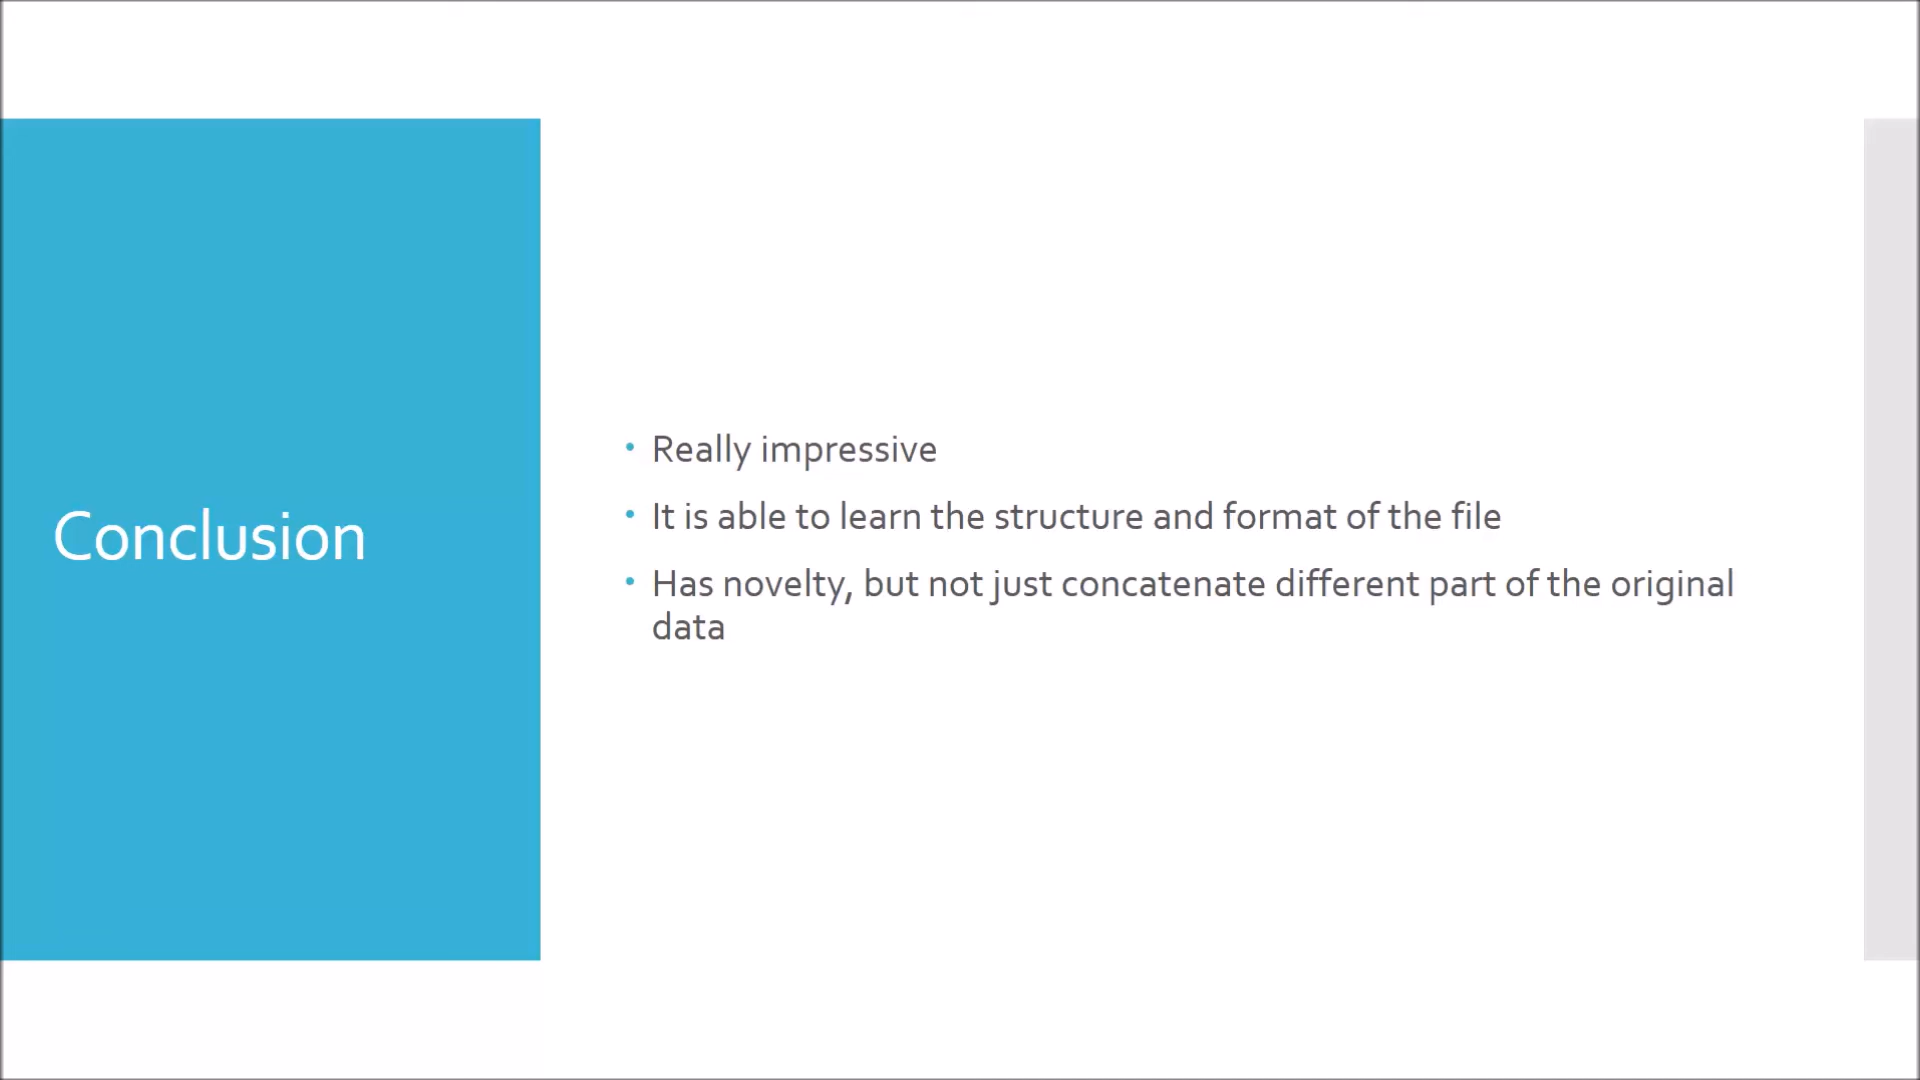 Conclusion
• Really impressive
• It is able to learn the structure and format of the file
• Has novelty, but not just concatenate different part of the original
data